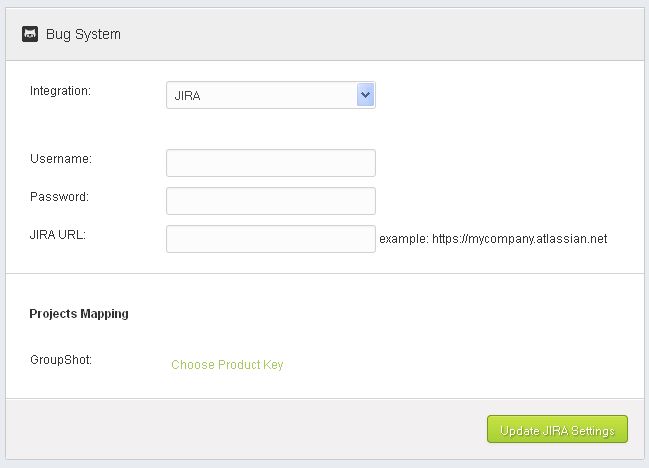 Bug System
Integration: JIRA
Username:
Password:
JIRA URL: example: https://mycompany.atlassian.net
Projects Mapping
GroupShot: Choose Product Key
Update JIRA Settings